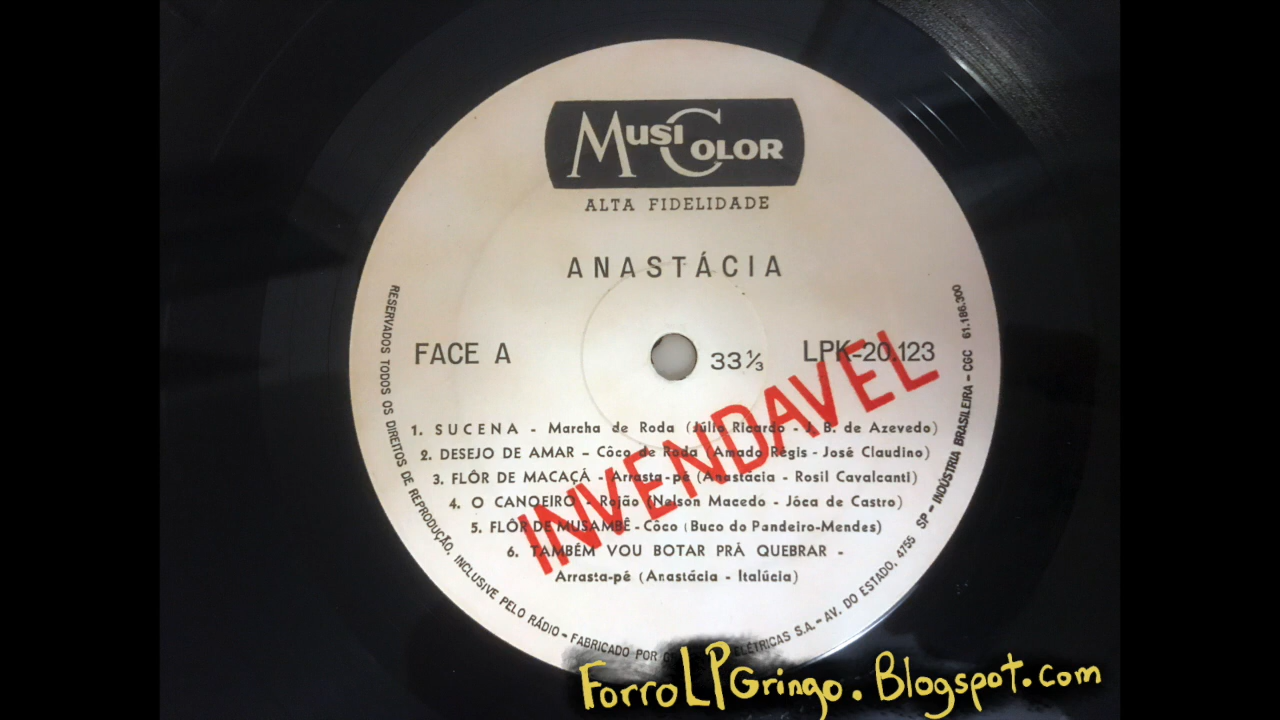 MUSICOLOR
ALTA FIDELIDADE
ANASTÁCIA
FACE A
33⅓
LPK-20.123
INVENDAVEL
1. SUCENA - Marcha de Roda (Júlio Ricardo - J. B. de Azevedo)
2. DESEJO DE AMAR - Côco de Roda (Amado Régis - José Claudino)
3. FLÔR DE MACAÇÁ - Arrasta-pé (Anastácia - Rosil Cavalcanti)
4. O CANOEIRO - Rojão (Nelson Macedo - Jóca de Castro)
5. FLÔR DE MUSAMBÊ - Côco (Buco do Pandeiro-Mendes)
6. TAMBÉM VOU BOTAR PRÁ QUEBRAR -
Arrasta-pé (Anastácia - Italúcia)
RESERVADOS TODOS OS DIREITOS DE REPRODUÇÃO, INCLUSIVE PELO RÁDIO - FABRICADO POR ELÉTRICAS S.A. - AV. DO ESTADO, 4755 SP - INDÚSTRIA BRASILEIRA - CGC 61.186.300
ForroLPGringo.Blogspot.com